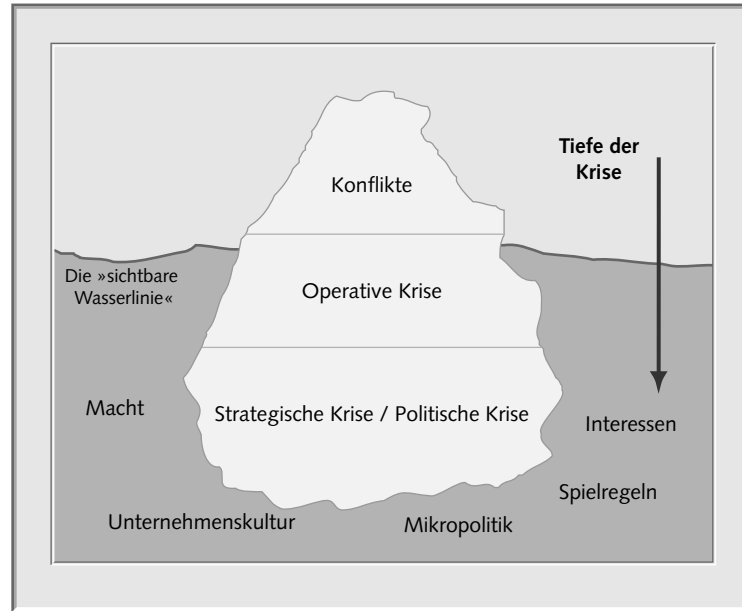 Tiefe der
Krise
Konflikte
Die »sichtbare
Wasserlinie«
Operative Krise
Macht
Strategische Krise / Politische Krise
Interessen
Spielregeln
Unternehmenskultur
Mikropolitik